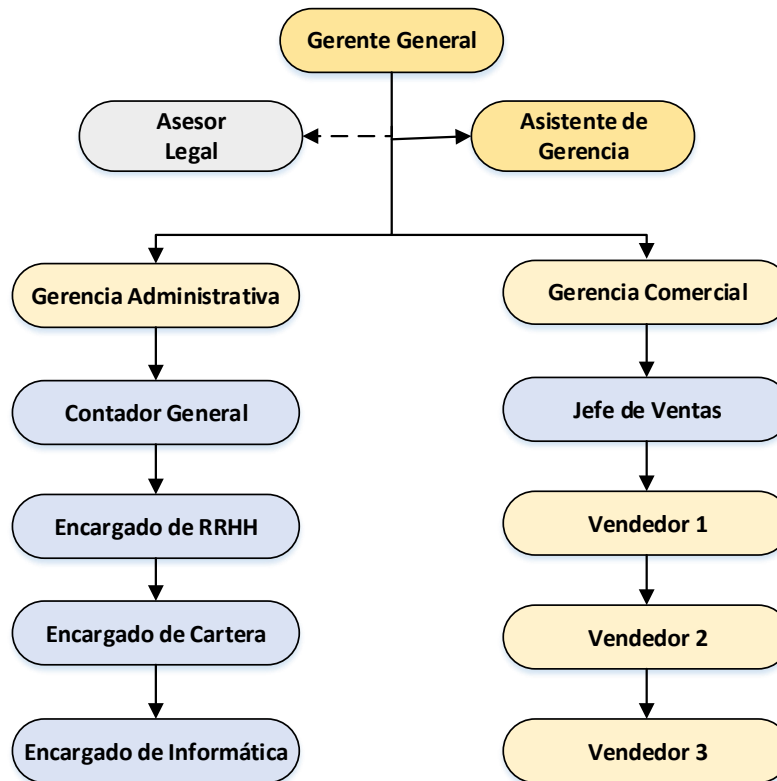 Gerente General
Asesor
Legal
Asistente de
Gerencia
Gerencia Administrativa
Gerencia Comercial
Contador General
Jefe de Ventas
Encargado de RRHH
Vendedor 1
Encargado de Cartera
Vendedor 2
Encargado de Informática
Vendedor 3